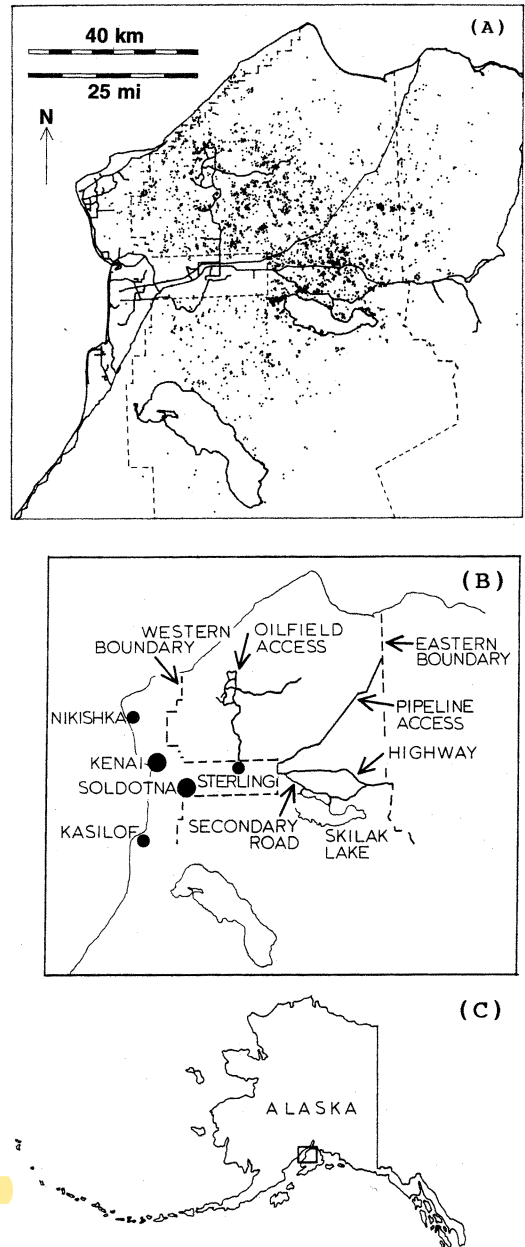 (A)
40 km
25 mi
N
(B)
WESTERN
BOUNDARY
OILFIELD
ACCESS
EASTERN
BOUNDARY
NIKISHKA
PIPELINE
ACCESS
KENAI
HIGHWAY
SOLDOTNA
STERLING
KASILOF
SECONDARY
ROAD
SKILAK
LAKE
(C)
ALASKA